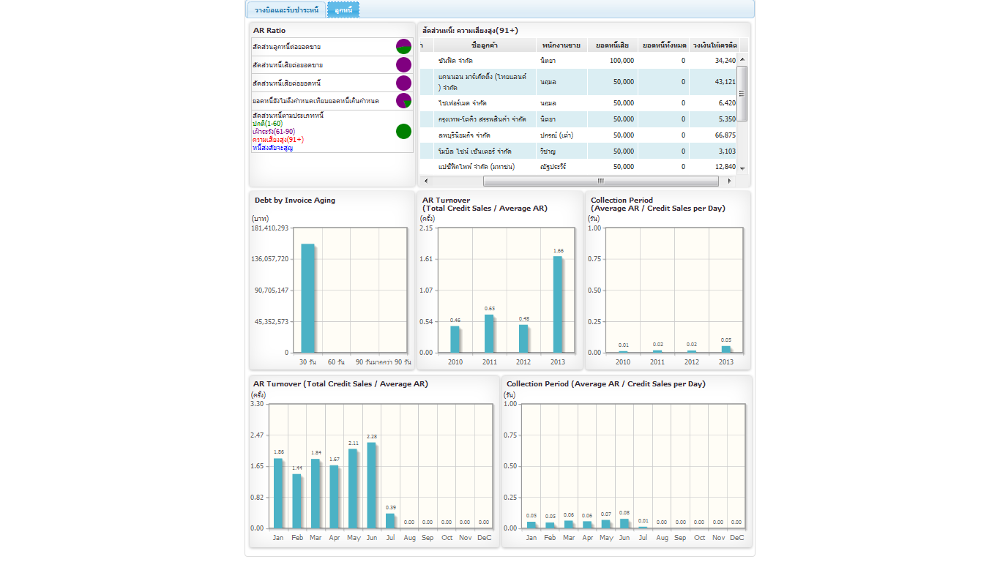 วางบิลและรับชำระหนี้
ลูกหนี้
AR Ratio
สัดส่วนลูกหนี้ต่อยอดขาย
สัดส่วนหนี้เสียต่อยอดขาย
สัดส่วนหนี้เสียต่อยอดหนี้
ยอดหนี้ยังไม่ถึงกำหนดเทียบยอดหนี้เกินกำหนด
สัดส่วนหนี้ตามประเภทหนี้
ปกติ(1-60)
เฝ้าระวัง(61-90)
ความเสี่ยงสูง(91+)
หนี้สงสัยจะสูญ
สัดส่วนหนี้: ความเสี่ยงสูง(91+)
า ชื่อลูกค้า พนักงานขาย ยอดหนี้เสีย ยอดหนี้ทั้งหมด วงเงินให้เครดิต
ซันฟีด จำกัด นิตยา 100,000 0 34,240
แคนนอน มาร์เก็ตติ้ง (ไทยแลนด์
) จำกัด นฤมล 50,000 0 43,121
ไซเฟอร์เมด จำกัด นฤมล 50,000 0 6,420
กรุงเทพ-โตคิว สรรพสินค้า จำกัด นิตยา 50,000 0 5,350
ลพบุรีนิยมกิจ จำกัด ปกรณ์ (เต๋า) 50,000 0 66,875
โมบิล ไซน์ เซ็นเตอร์ จำกัด วิชาญ 50,000 0 3,103
แปซิฟิคไพพ์ จำกัด (มหาชน) ณัฐประวีร์ 50,000 0 12,840
Debt by Invoice Aging
(บาท)
181,410,293
136,057,720
90,705,147
45,352,573
0
30 วัน 60 วัน 90 วันมากกว่า 90 วัน
AR Turnover
(Total Credit Sales / Average AR)
(ครั้ง)
2.15
1.61
1.07
0.54
0.00
0.46 0.65 0.48 1.66
2010 2011 2012 2013
Collection Period
(Average AR / Credit Sales per Day)
(วัน)
1.00
0.75
0.50
0.25
0.00
0.01 0.02 0.02 0.05
2010 2011 2012 2013
AR Turnover (Total Credit Sales / Average AR)
(ครั้ง)
3.30
2.47
1.65
0.82
0.00
1.86 1.44 1.84 1.67 2.11 2.28 0.39 0.00 0.00 0.00 0.00 0.00
Jan Feb Mar Apr May Jun Jul Aug Sep Oct Nov DeC
Collection Period (Average AR / Credit Sales per Day)
(วัน)
1.00
0.75
0.50
0.25
0.00
0.05 0.05 0.06 0.06 0.07 0.08 0.01 0.00 0.00 0.00 0.00 0.00
Jan Feb Mar Apr May Jun Jul Aug Sep Oct Nov DeC